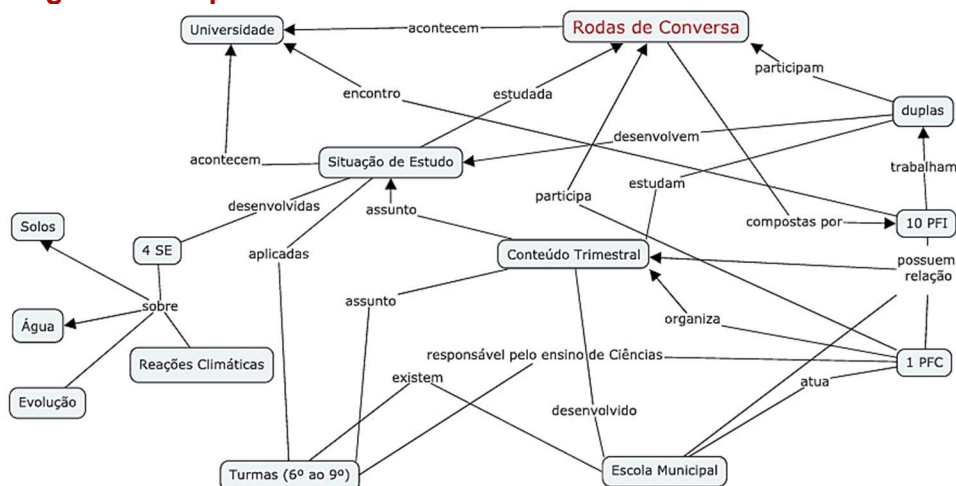 Universidade
acontecem
Rodas de Conversa
participam
encontro
estudada
duplas
desenvolvem
acontecem
Situação de Estudo
estudam
trabalham
desenvolvidas
assunto
participa
compostas por
10 PFI
Solos
4 SE
aplicadas
Conteúdo Trimestral
possuem
relação
sobre
assunto
Água
organiza
Reações Climáticas
responsável pelo ensino de Ciências
1 PFC
existem
atua
Evolução
desenvolvido
Turmas (6º ao 9º)
Escola Municipal